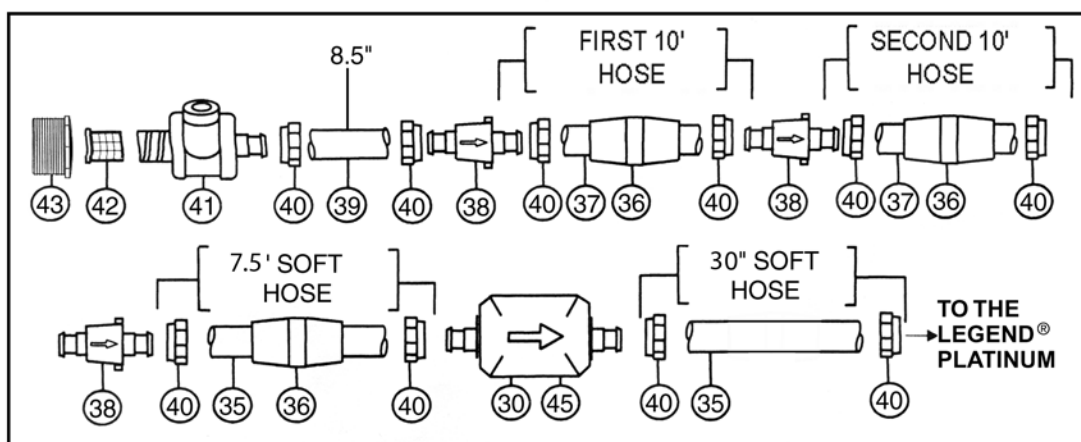 8.5"
FIRST 10'
HOSE
SECOND 10'
HOSE
43 42 41 40 39 40 38 40 37 36 40 38 40 37 36 40
7.5' SOFT
HOSE
30" SOFT
HOSE
TO THE
LEGEND®
PLATINUM
38 40 35 36 40 30 45 40 35 40